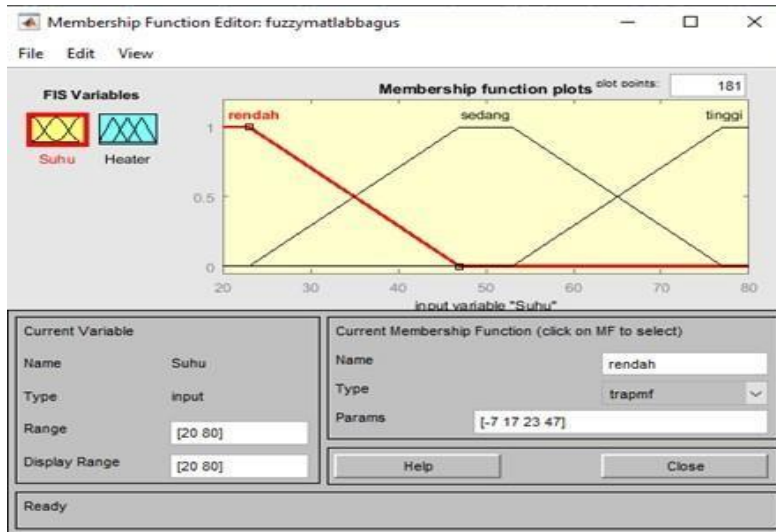 Membership Function Editor: fuzzymatlabbagus
File Edit View
FIS Variables
Suhu Heater
Membership function plots plot points: 181
rendah sedang tinggi
1
0.5
0
20 30 40 50 60 70 80
input variable "Suhu"
Current Variable
Name Suhu
Type input
Range [20 80]
Display Range [20 80]
Current Membership Function (click on MF to select)
Name rendah
Type trapmf
Params [-7 17 23 47]
Help Close
Ready